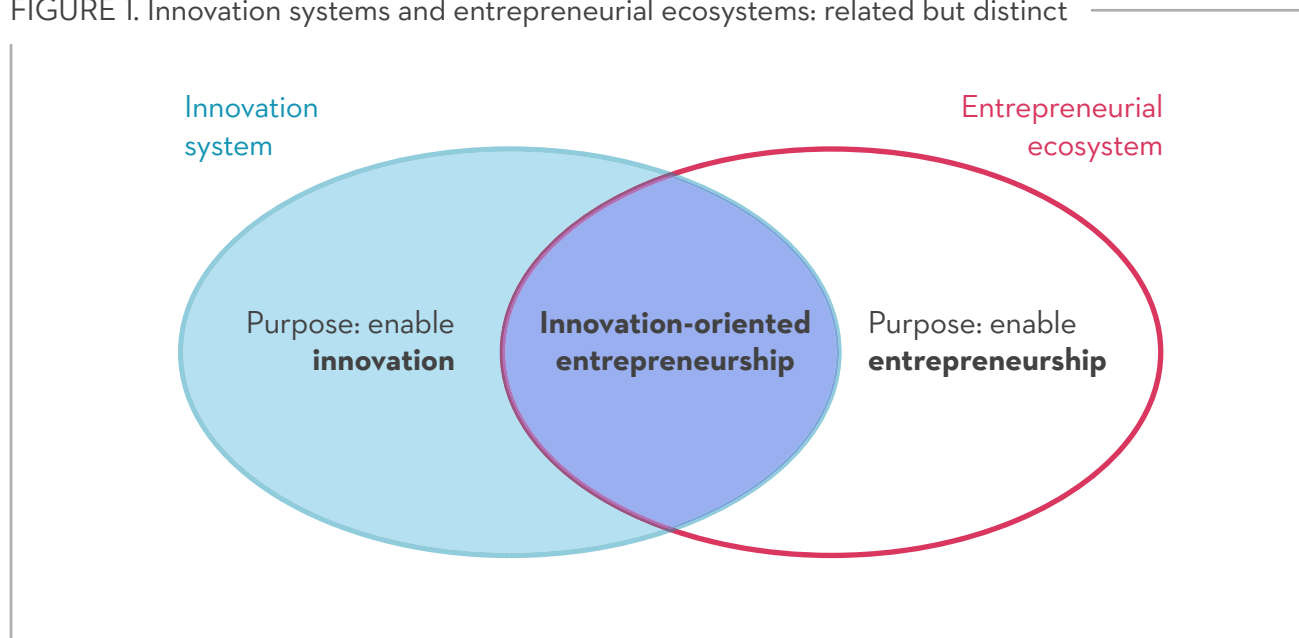 FIGURE 1. Innovation systems and entrepreneurial ecosystems: related but distinct
Innovation
system
Entrepreneurial
ecosystem
Purpose: enable
innovation
Innovation-oriented
entrepreneurship
Purpose: enable
entrepreneurship